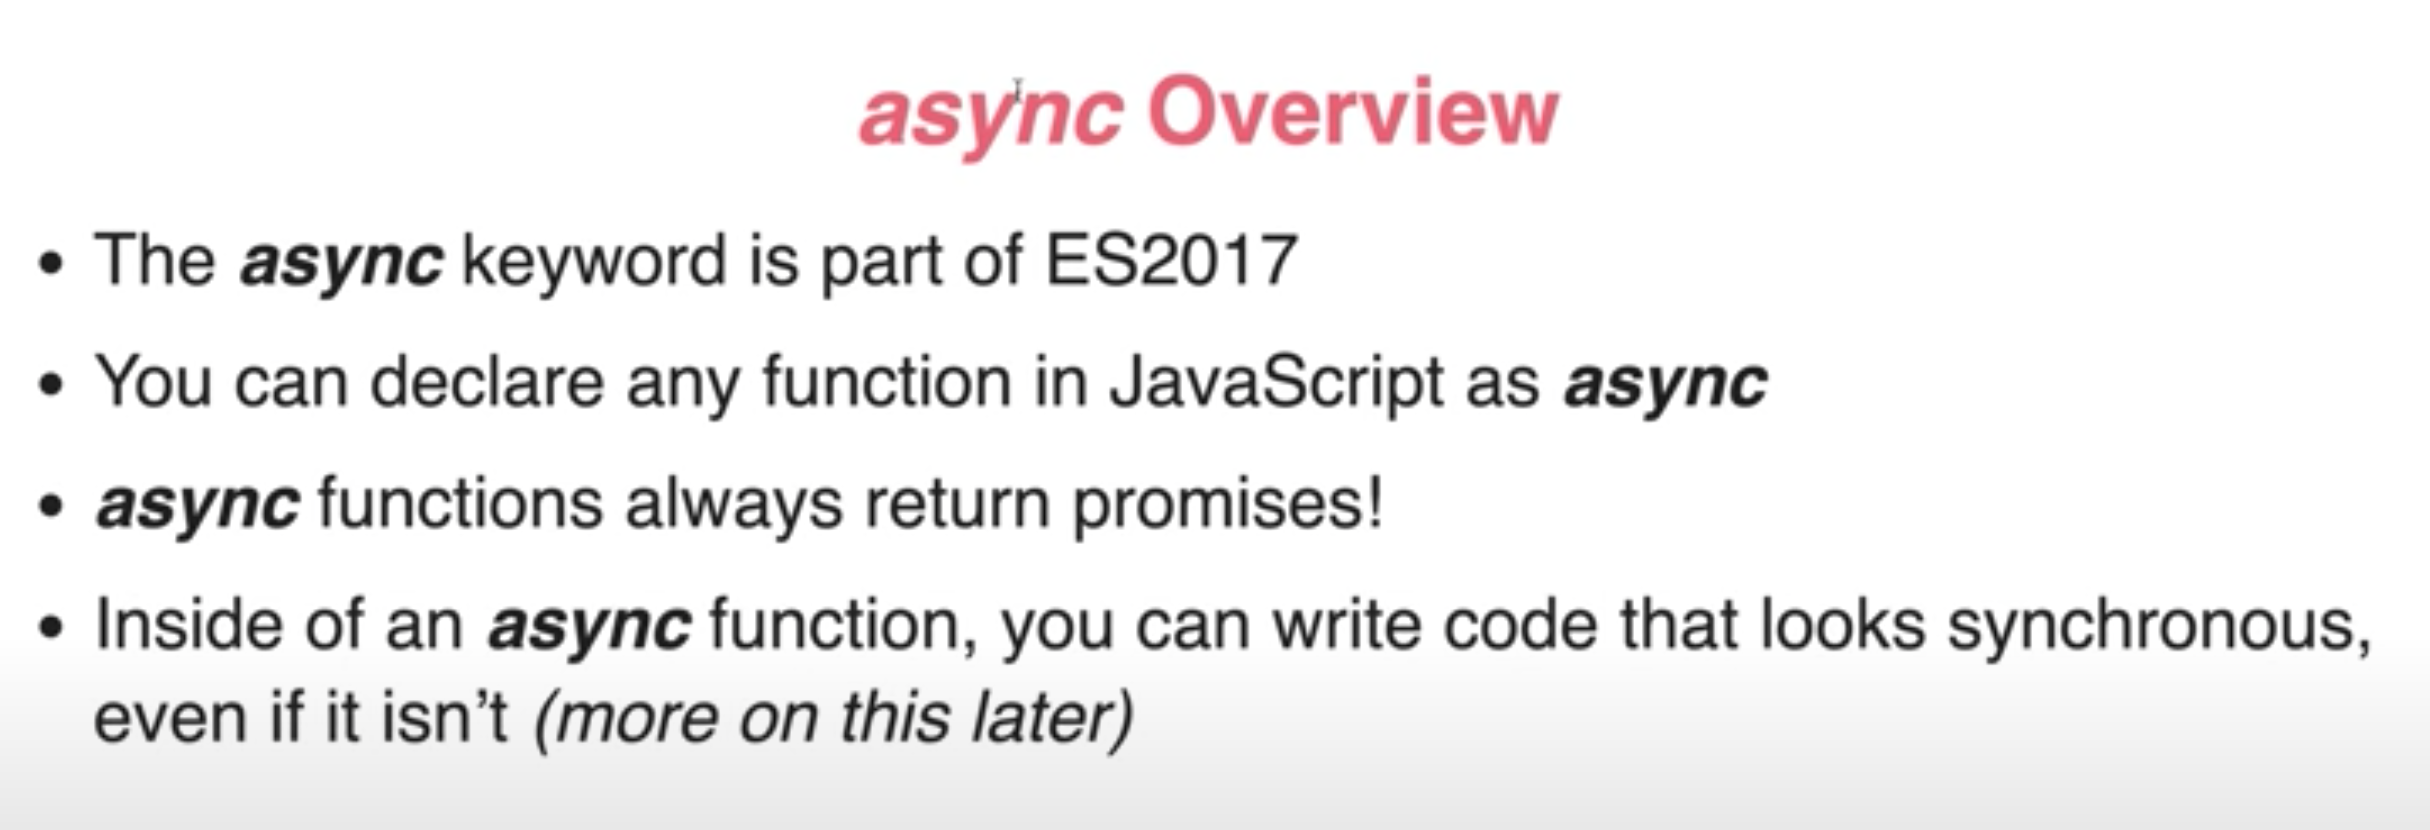 async Overview
• The async keyword is part of ES2017
• You can declare any function in JavaScript as async
• async functions always return promises!
• Inside of an async function, you can write code that looks synchronous,
even if it isn’t (more on this later)